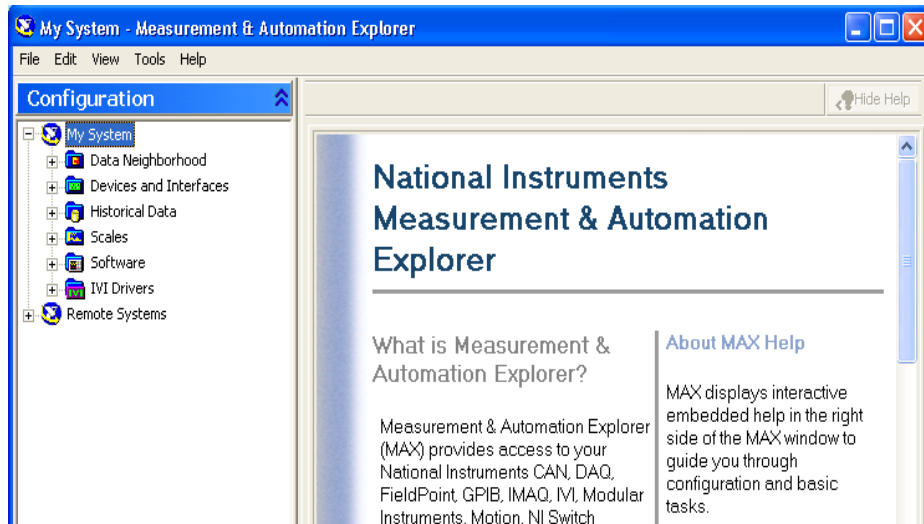 My System - Measurement & Automation Explorer
File Edit View Tools Help
Configuration
Hide Help
My System
Data Neighborhood
Devices and Interfaces
Historical Data
Scales
Software
IVI Drivers
Remote Systems
National Instruments
Measurement & Automation
Explorer
What is Measurement &
Automation Explorer?
Measurement & Automation Explorer
(MAX) provides access to your
National Instruments CAN, DAQ,
FieldPoint, GPIB, IMAQ, IVI, Modular
Instruments, Motion, NI Switch
About MAX Help
MAX displays interactive
embedded help in the right
side of the MAX window to
guide you through
configuration and basic
tasks.